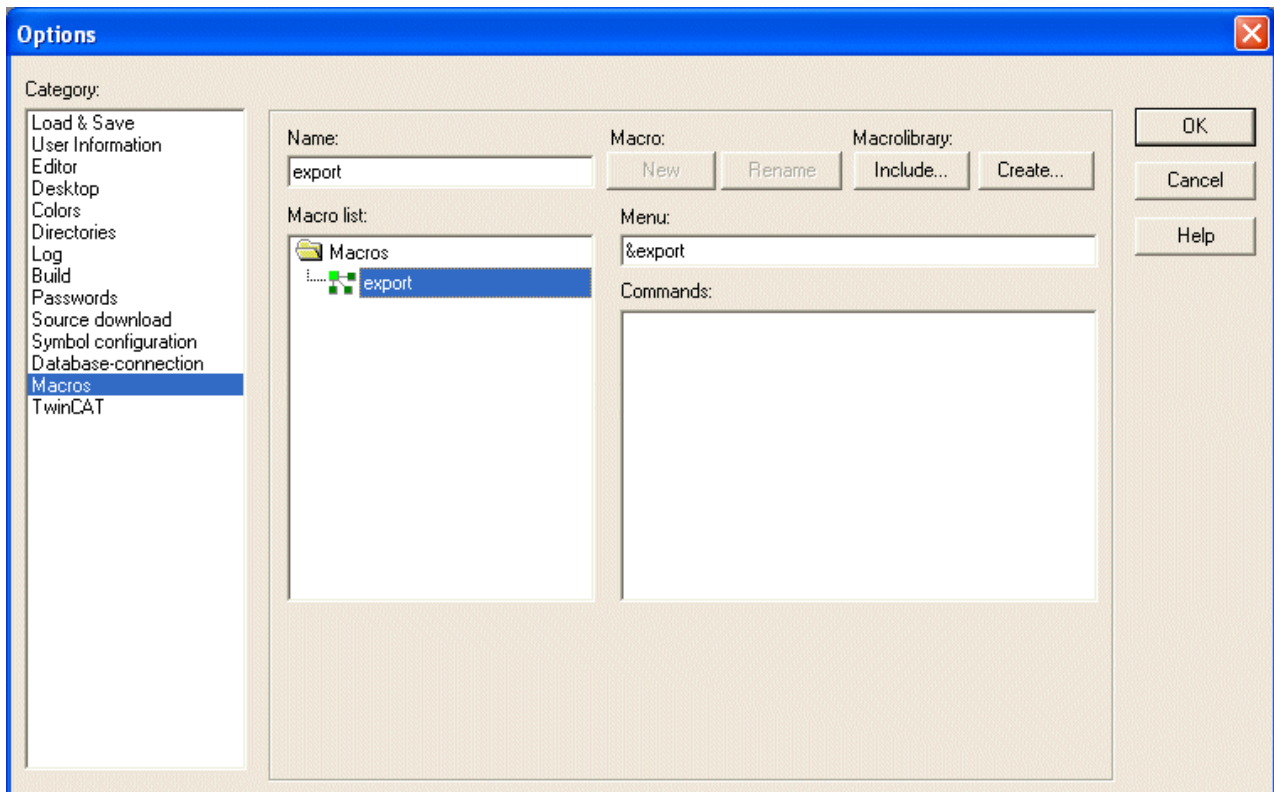 Options
Category:
Load & Save
User Information
Editor
Desktop
Colors
Directories
Log
Build
Passwords
Source download
Symbol configuration
Database-connection
Macros
TwinCAT
Name:
export
Macro:
New
Rename
Macrolibrary:
Include...
Create...
Macro list:
Macros
export
Menu:
&export
Commands:
OK
Cancel
Help